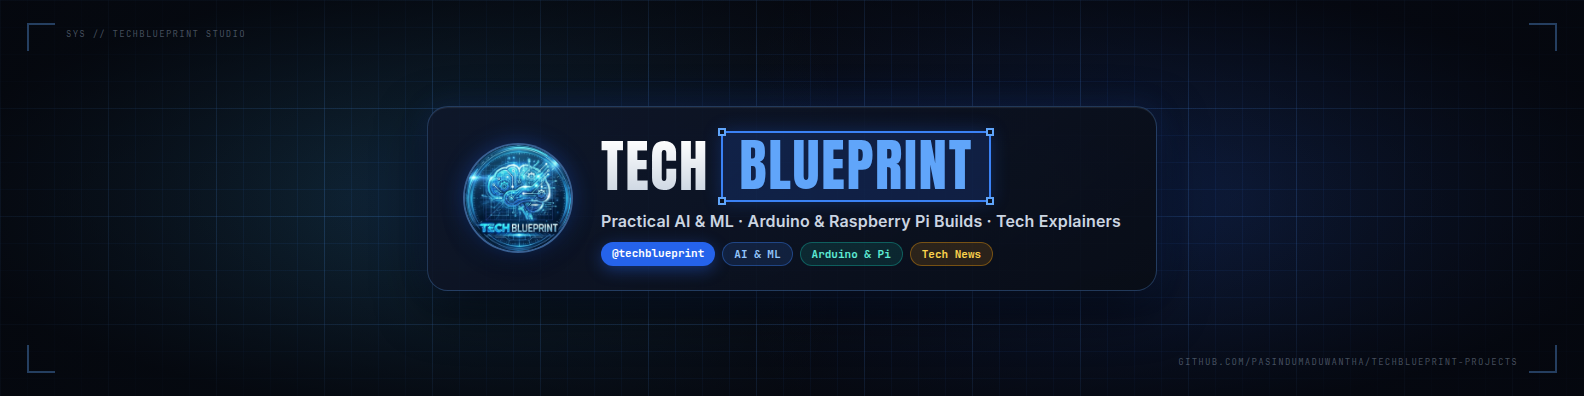 SYS // TECHBLUEPRINT STUDIO
TECH BLUEPRINT
TECH BLUEPRINT
Practical AI & ML · Arduino & Raspberry Pi Builds · Tech Explainers
@techblueprint AI & ML Arduino & Pi Tech News
GITHUB.COM/PASINDUMADUWANTHA/TECHBLUEPRINT-PROJECTS